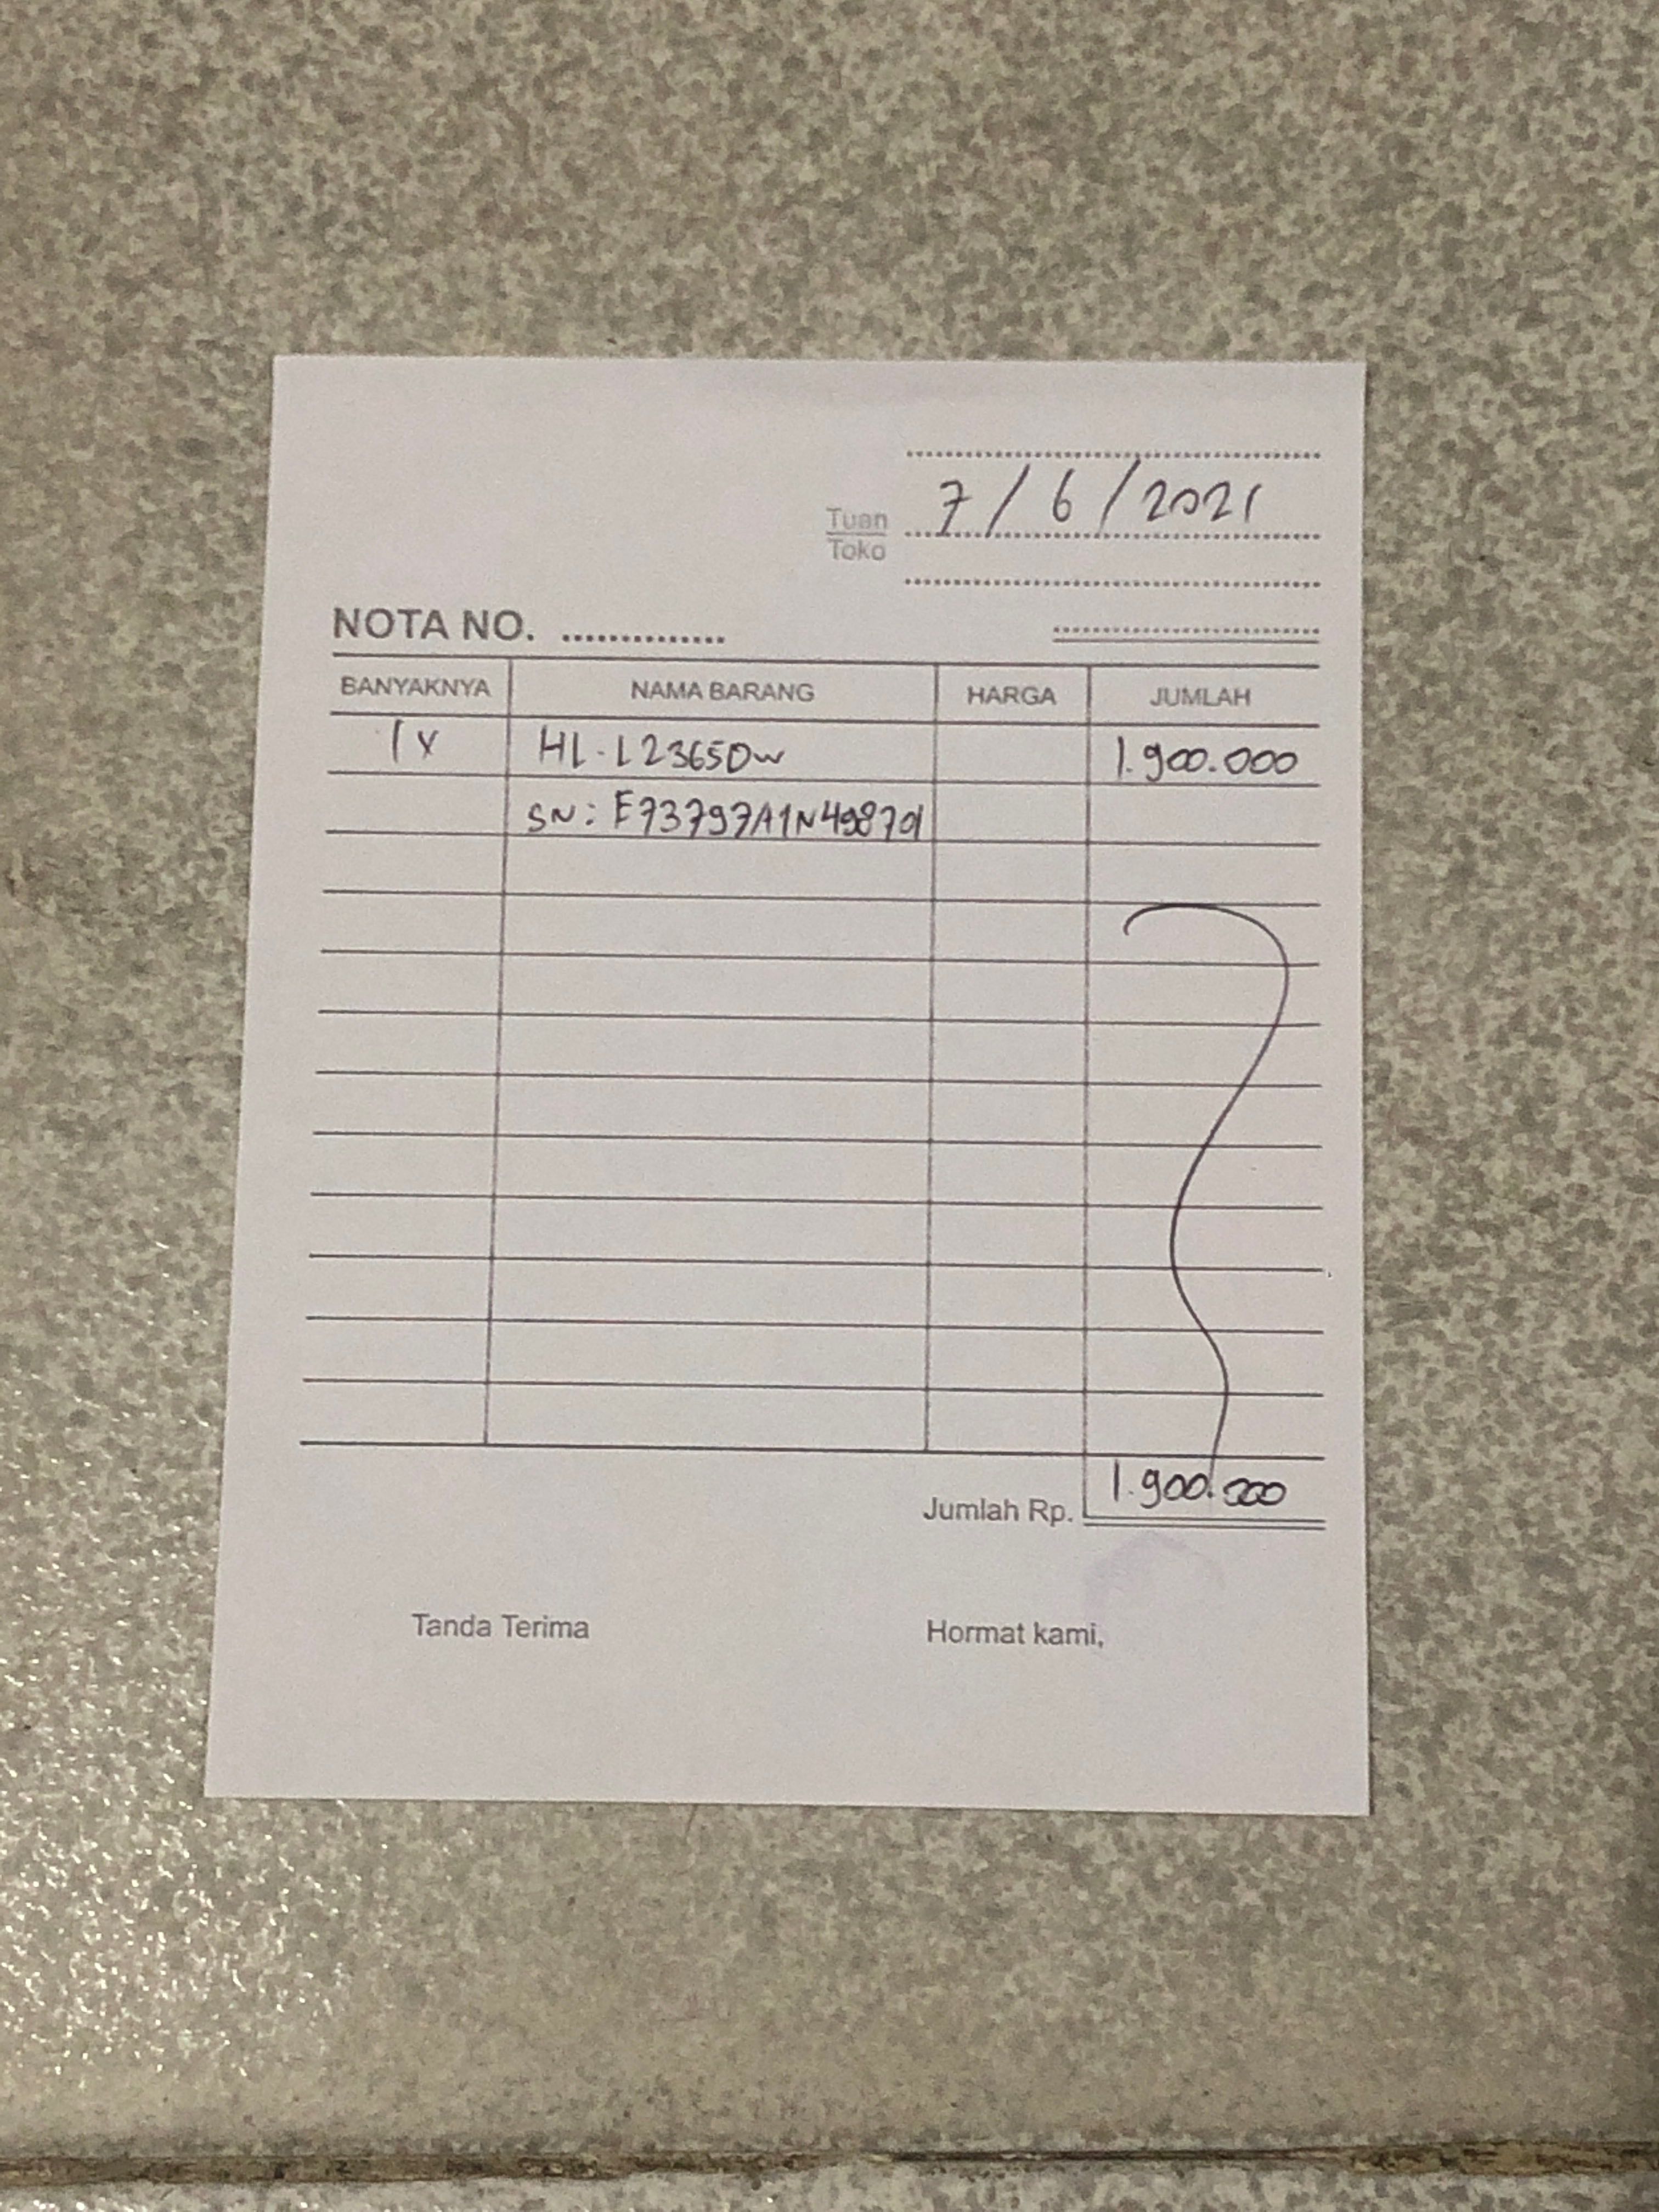 7/6/2021
Tuan
Toko
NOTA NO. ..............
BANYAKNYA NAMA BARANG HARGA JUMLAH
1x HL-L2365Dw 1.900.000
SN:
Jumlah Rp. 1.900.000
Tanda Terima Hormat kami,